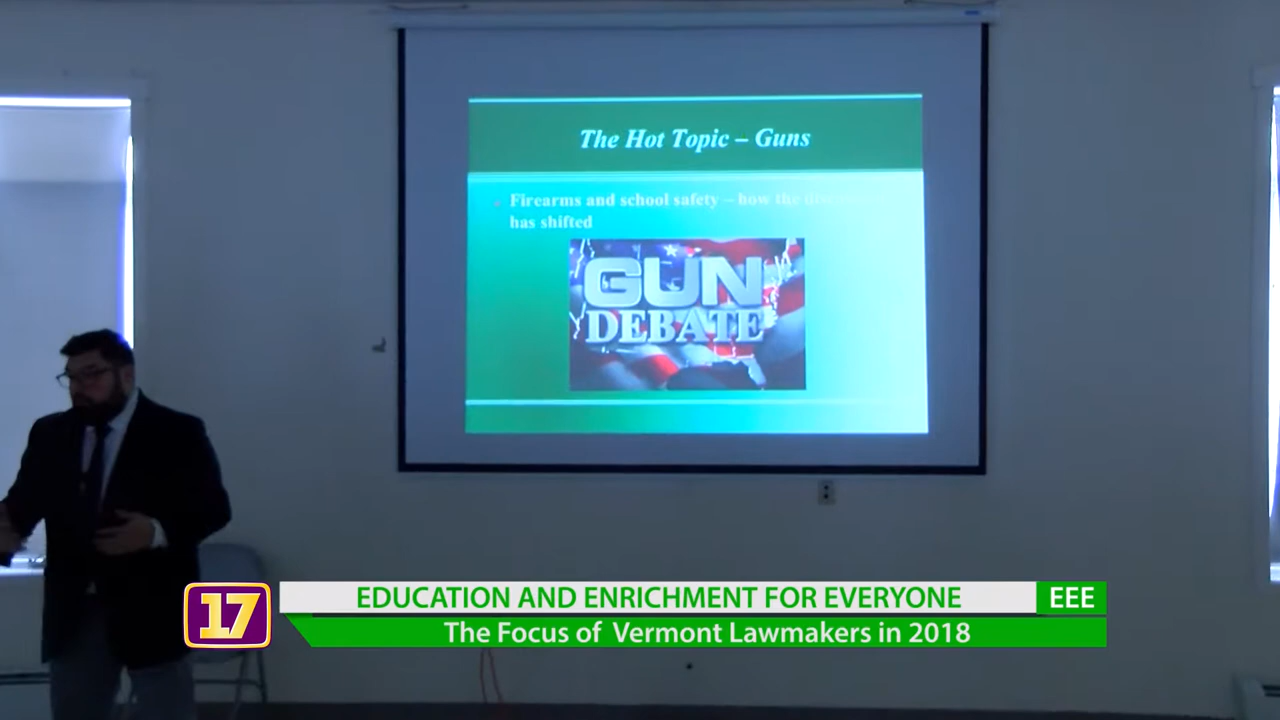 The Hot Topic – Guns
Firearms and school safety – how the
has shifted
GUN
DEBATE
17
EDUCATION AND ENRICHMENT FOR EVERYONE
EEE
The Focus of Vermont Lawmakers in 2018